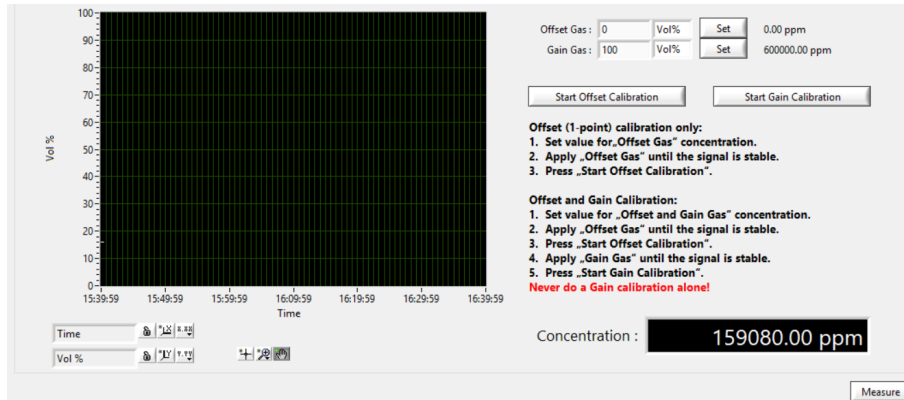 100
90
80
70
60
50
40
30
20
10
0
Vol %
15:39:59 15:49:59 15:59:59 16:09:59 16:19:59 16:29:59 16:39:59
Time
Time
Vol %
Offset Gas : 0 Vol% Set 0.00 ppm
Gain Gas : 100 Vol% Set 600000.00 ppm
Start Offset Calibration Start Gain Calibration
Offset (1-point) calibration only:
1. Set value for„Offset Gas“ concentration.
2. Apply „Offset Gas“ until the signal is stable.
3. Press „Start Offset Calibration“.
Offset and Gain Calibration:
1. Set value for „Offset and Gain Gas“ concentration.
2. Apply „Offset Gas“ until the signal is stable.
3. Press „Start Offset Calibration“.
4. Apply „Gain Gas“ until the signal is stable.
5. Press „Start Gain Calibration“.
Never do a Gain calibration alone!
Concentration : 159080.00 ppm
Measure